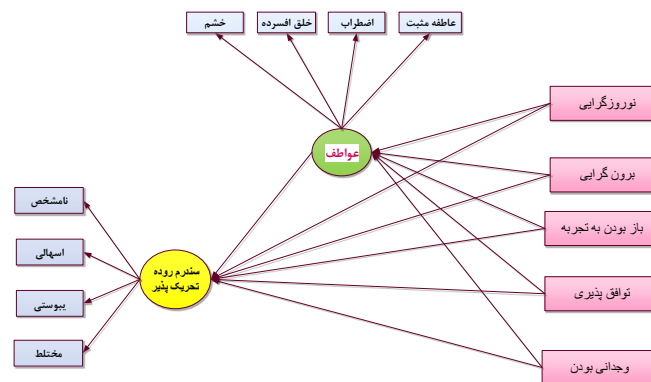 خشم
خلق افسرده
اضطراب
عاطفه مثبت
عواطف
نوروزگرایی
برون گرایی
باز بودن به تجربه
توافق پذیری
وجدانی بودن
سندرم روده
تحریک پذیر
نامشخص
اسهالی
یبوستی
مختلط